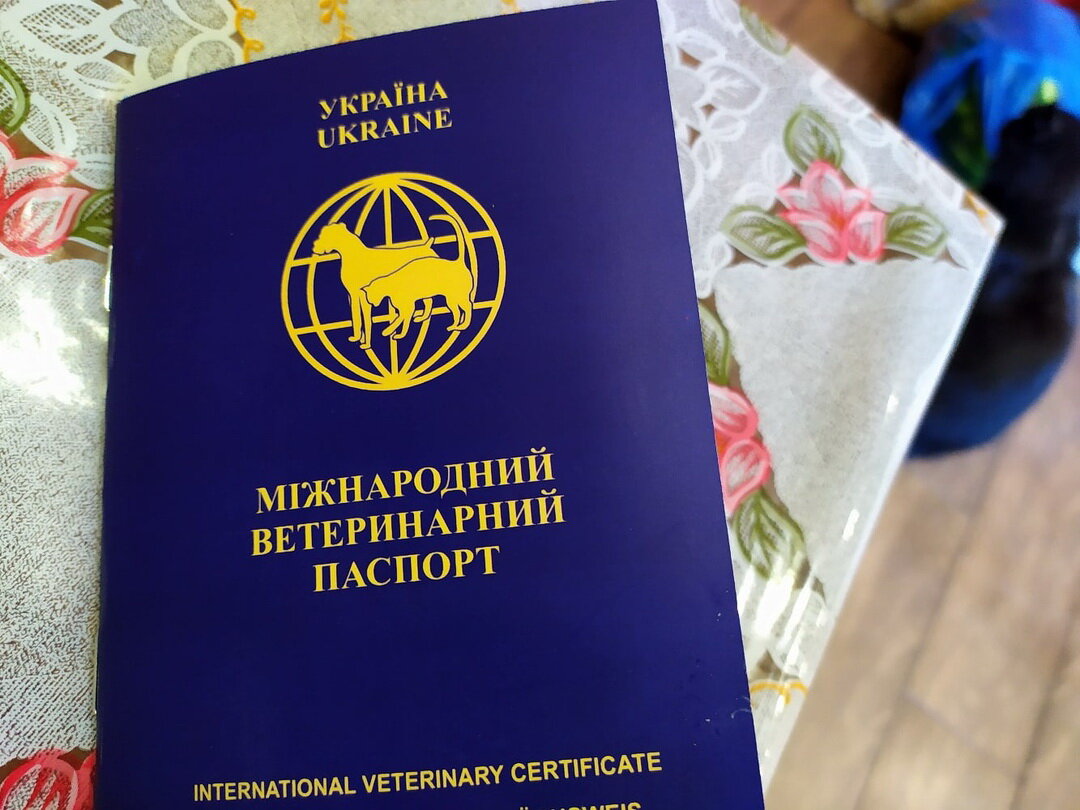 УКРАЇНА
UKRAINE
МІЖНАРОДНИЙ
ВЕТЕРИНАРНИЙ
ПАСПОРТ
INTERNATIONAL VETERINARY CERTIFICATE